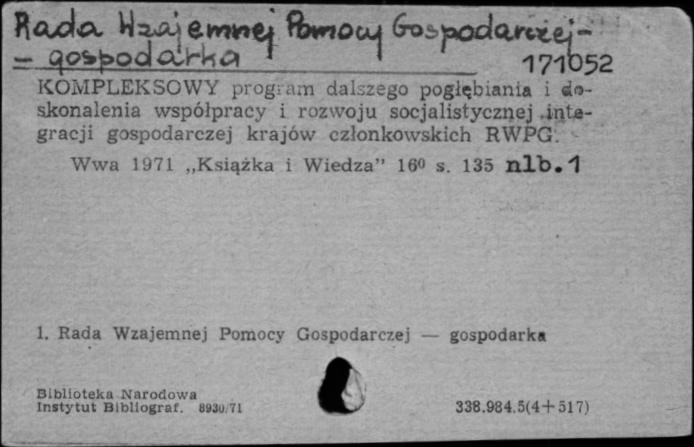 Rada Wzajemnej Pomocy Gospodarczej-
- gospodarka
171052
KOMPLEKSOWY program dalszego pogłębiania i do-
skonalenia współpracy i rozwoju socjalistycznej inte-
gracji gospodarczej krajów członkowskich RWPG.
Wwa 1971 „Książka i Wiedza” 16⁰ s. 135 nlb.1
1. Rada Wzajemnej Pomocy Gospodarczej — gospodarka
Biblioteka Narodowa
Instytut Bibliograf. 8930/71
338.984.5(4+517)